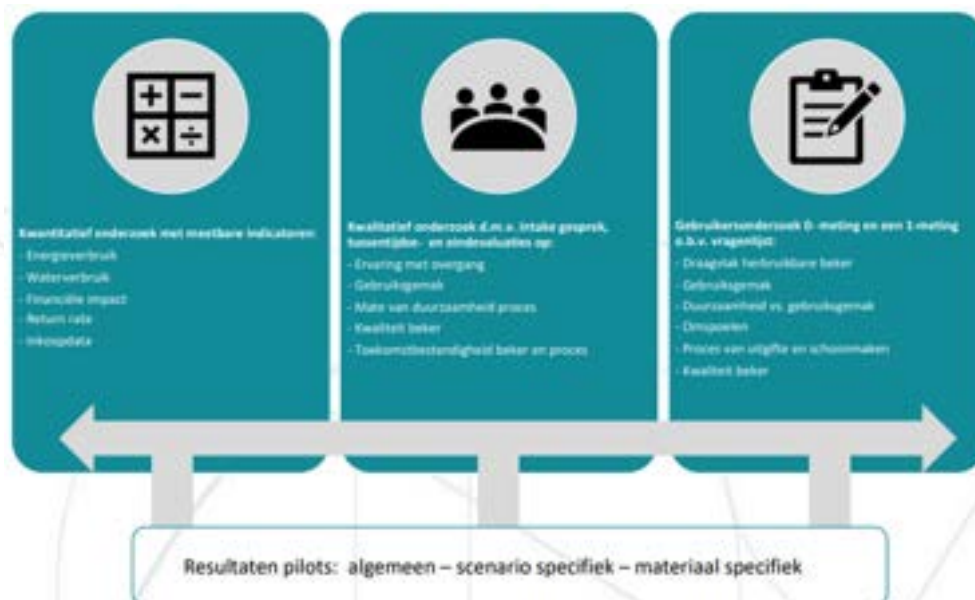 Kwantitatief onderzoek met meetbare indicatoren:
- Energieverbruik
- Waterverbruik
- Financiële impact
- Return rate
- Inkoopdata
Kwalitatief onderzoek d.m.v. intake gesprek,
tussentijdse- en eindevaluaties op:
- Ervaring met overgang
- Gebruiksgemak
- Mate van duurzaamheid proces
- Kwaliteit beker
- Toekomstbestendigheid beker en proces
Gebruikersonderzoek 0- meting en een 1-meting
o.b.v. vragenlijst:
- Draagvlak herbruikbare beker
- Gebruiksgemak
- Duurzaamheid vs. gebruiksgemak
- Omspoelen
- Proces van uitgifte en schoonmaken
- Kwaliteit beker
Resultaten pilots: algemeen – scenario specifiek – materiaal specifiek